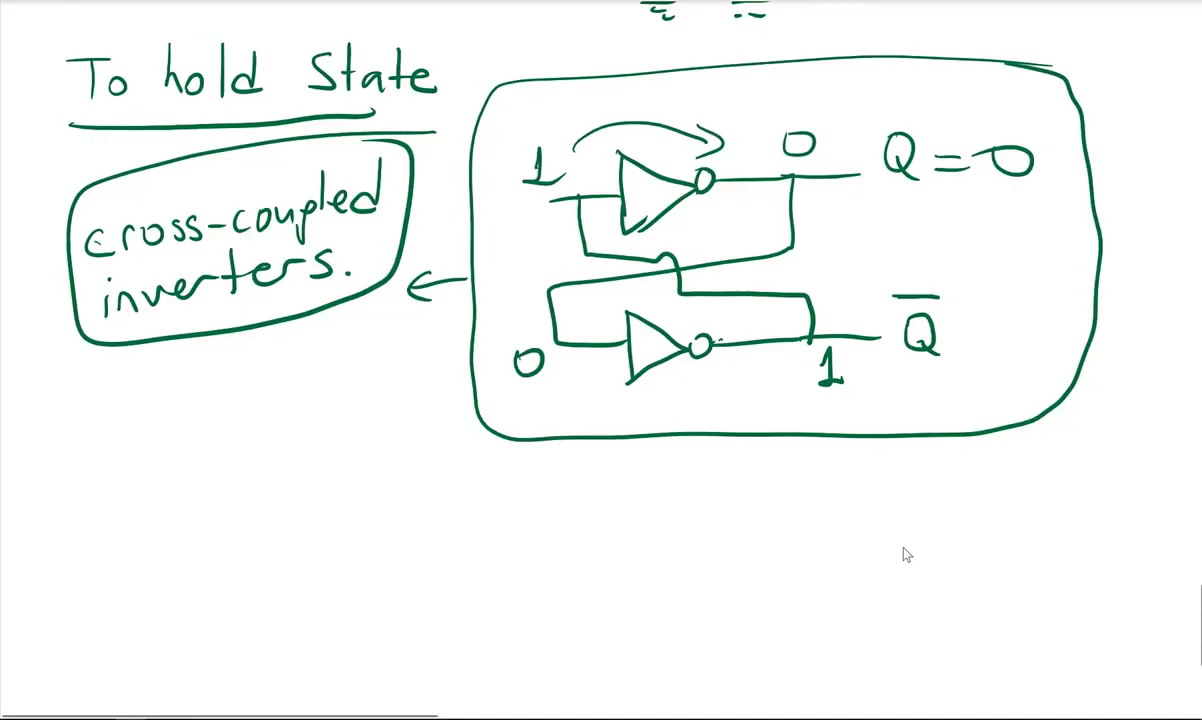 To hold State
cross-coupled
inverters.
1 0 Q = 0
0 1 Q̅